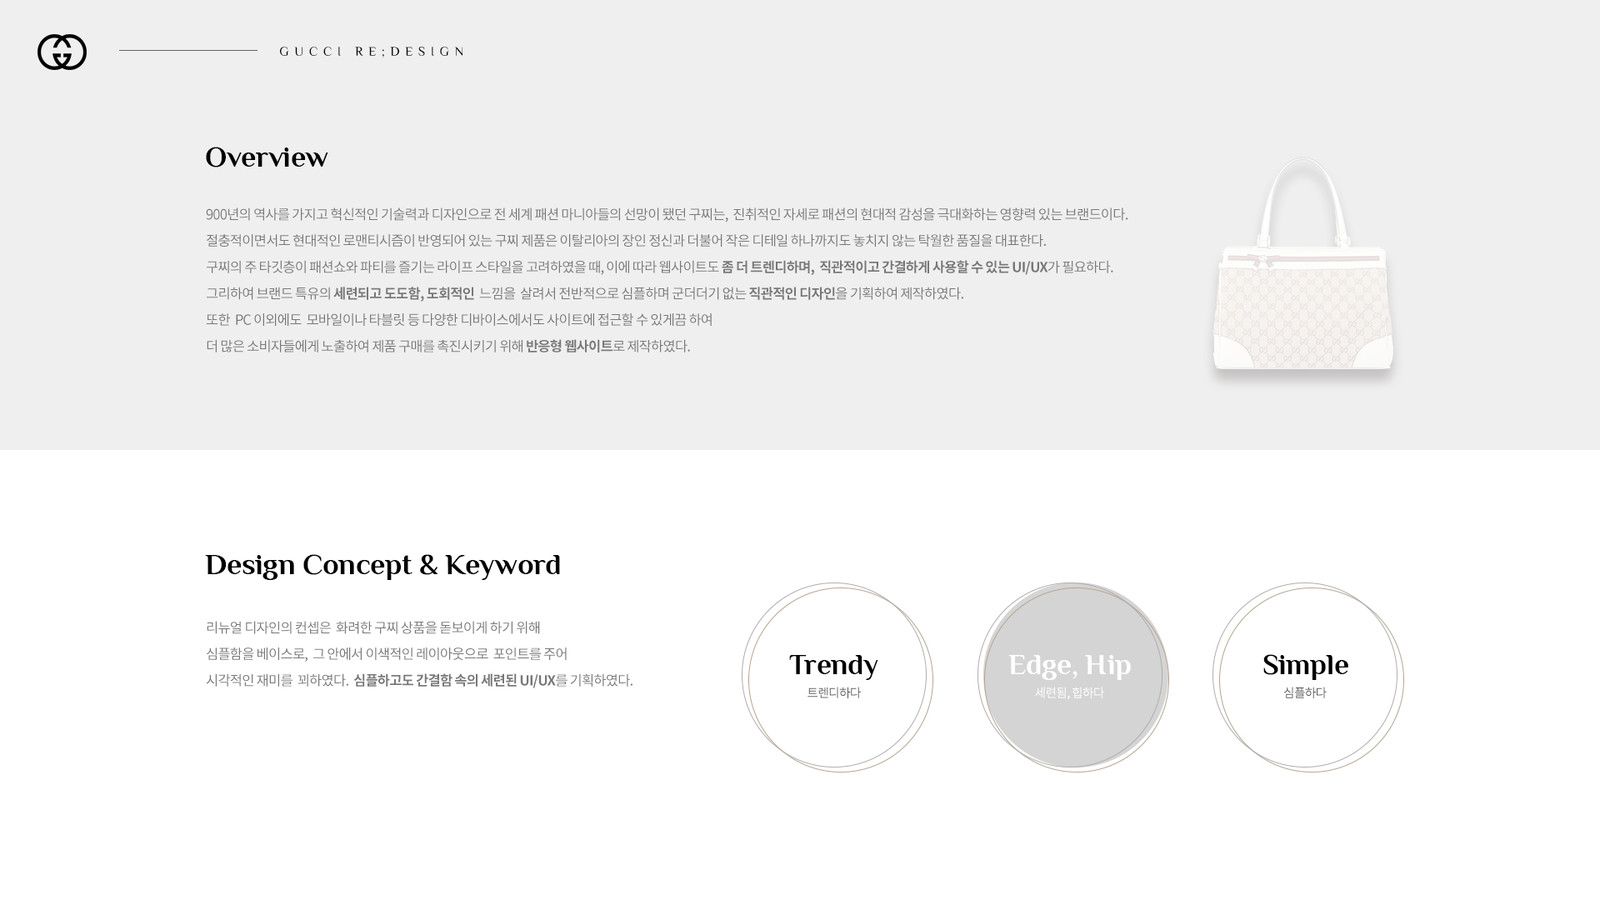 GUCCI RE;DESIGN
Overview
900년의 역사를 가지고 혁신적인 기술력과 디자인으로 전 세계 패션 마니아들의 선망이 됐던 구찌는, 진취적인 자세로 패션의 현대적 감성을 극대화하는 영향력 있는 브랜드이다.
절충적이면서도 현대적인 로맨티시즘이 반영되어 있는 구찌 제품은 이탈리아의 장인 정신과 더불어 작은 디테일 하나까지도 놓치지 않는 탁월한 품질을 대표한다.
구찌의 주 타깃층이 패션쇼와 파티를 즐기는 라이프 스타일을 고려하였을 때, 이에 따라 웹사이트도 좀 더 트렌디하며, 직관적이고 간결하게 사용할 수 있는 UI/UX가 필요하다.
그리하여 브랜드 특유의 세련되고 도도함, 도회적인 느낌을 살려서 전반적으로 심플하며 군더더기 없는 직관적인 디자인을 기획하여 제작하였다.
또한 PC 이외에도 모바일이나 타블릿 등 다양한 디바이스에서도 사이트에 접근할 수 있게끔 하여
더 많은 소비자들에게 노출하여 제품 구매를 촉진시키기 위해 반응형 웹사이트로 제작하였다.
Design Concept & Keyword
리뉴얼 디자인의 컨셉은 화려한 구찌 상품을 돋보이게 하기 위해
심플함을 베이스로, 그 안에서 이색적인 레이아웃으로 포인트를 주어
시각적인 재미를 꾀하였다. 심플하고도 간결함 속의 세련된 UI/UX를 기획하였다.
Trendy
트렌디하다
Edge, Hip
세련됨, 힙하다
Simple
심플하다